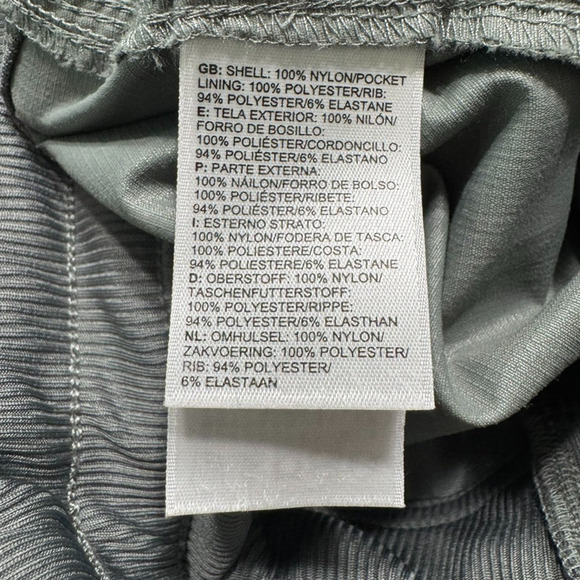 GB: SHELL: 100% NYLON/POCKET
LINING: 100% POLYESTER/RIB:
94% POLYESTER/6% ELASTANE
E: TELA EXTERIOR: 100% NILÓN/
FORRO DE BOSILLO:
100% POLIÉSTER/CORDONCILLO:
94% POLIÉSTER/6% ELASTANO
P: PARTE EXTERNA:
100% NÁILON/FORRO DE BOLSO:
100% POLIÉSTER/RIBETE:
94% POLIÉSTER/6% ELASTANO
I: ESTERNO STRATO:
100% NYLON/FODERA DE TASCA:
100% POLIESTERE/COSTA:
94% POLIESTERE/6% ELASTANE
D: OBERSTOFF: 100% NYLON/
TASCHENFUTTERSTOFF:
100% POLYESTER/RIPPE:
94% POLYESTER/6% ELASTHAN
NL: OMHULSEL: 100% NYLON/
ZAKVOERING: 100% POLYESTER/
RIB: 94% POLYESTER/
6% ELASTAAN